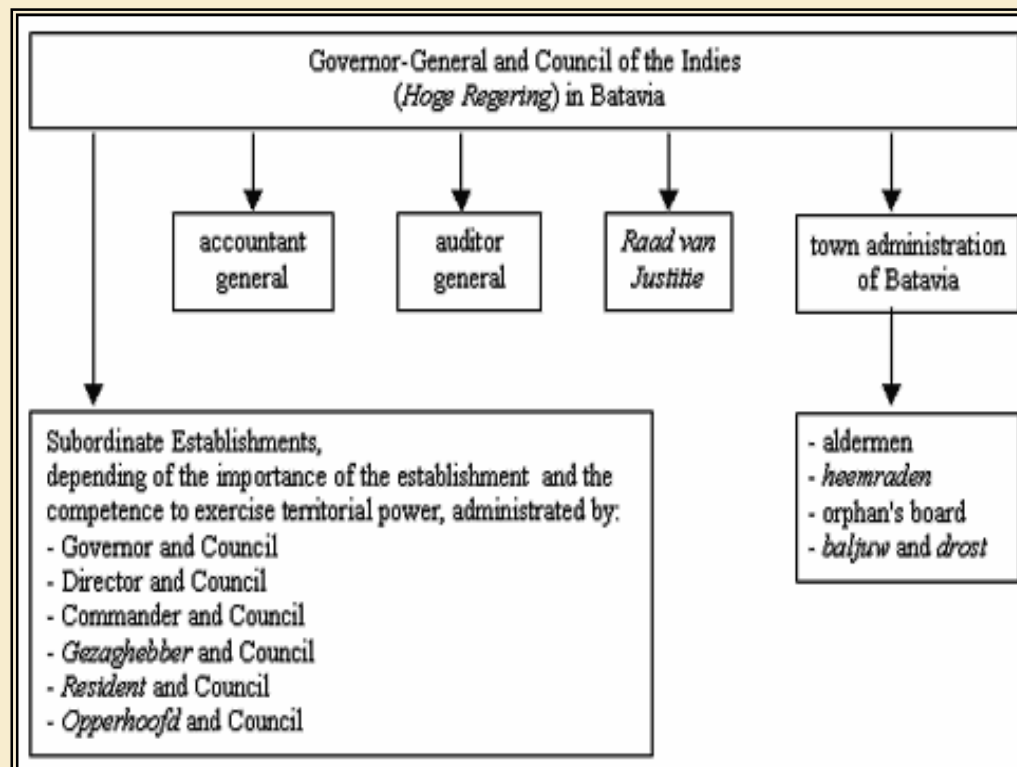 Governor-General and Council of the Indies
(Hoge Regering) in Batavia
accountant
general
auditor
general
Raad van
Justitie
town administration
of Batavia
Subordinate Establishments,
depending of the importance of the establishment and the
competence to exercise territorial power, administrated by:
- Governor and Council
- Director and Council
- Commander and Council
- Gezaghebber and Council
- Resident and Council
- Opperhoofd and Council
- aldermen
- heemraden
- orphan's board
- baljuw and drost